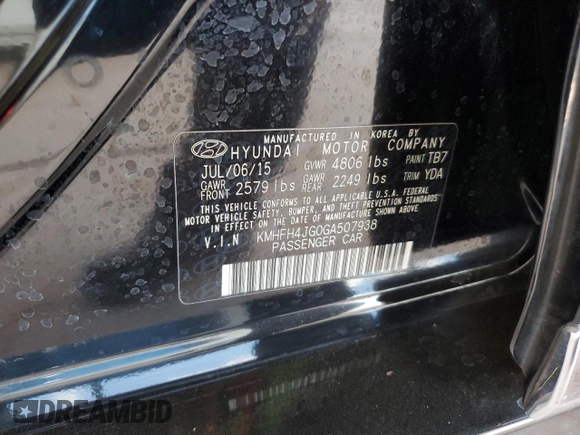 MANUFACTURED IN KOREA BY
HYUNDAI MOTOR COMPANY
JUL/06/15 GVWR 4806 lbs PAINT TB7
GAWR FRONT 2579 lbs GAWR REAR 2249 lbs TRIM YDA
THIS VEHICLE CONFORMS TO ALL APPLICABLE U.S.A. FEDERAL
MOTOR VEHICLE SAFETY, BUMPER, AND THEFT PREVENTION
STANDARDS IN EFFECT ON THE DATE OF MANUFACTURE SHOWN ABOVE.
V.I.N KMHFH4JG0GA507938
PASSENGER CAR
DREAMBID